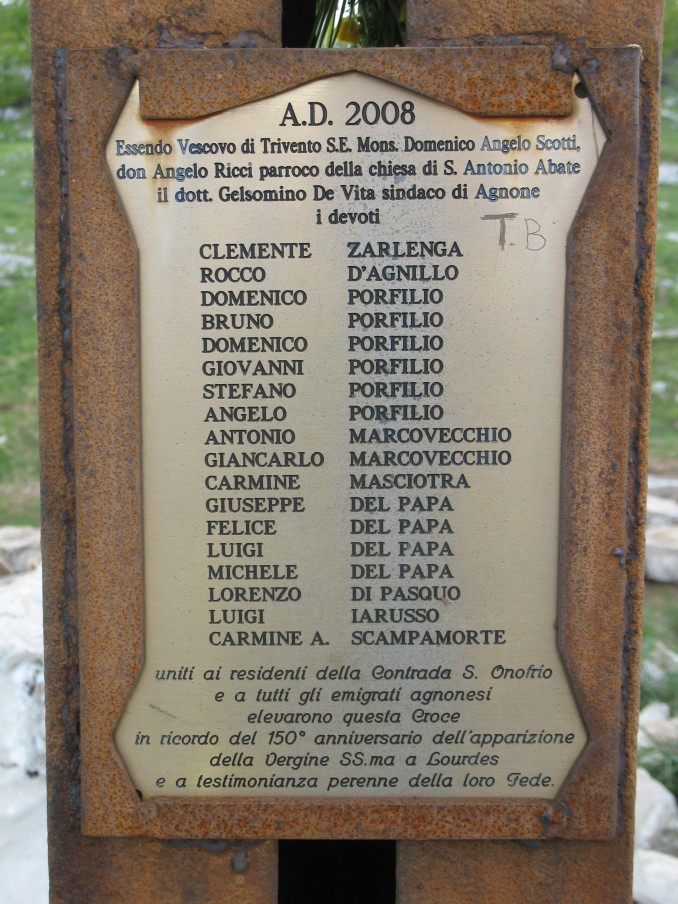 A.D. 2008
Essendo Vescovo di Trivento S.E. Mons. Domenico Angelo Scotti,
don Angelo Ricci parroco della chiesa di S. Antonio Abate
il dott. Gelsomino De Vita sindaco di Agnone
i devoti
T.B
CLEMENTE ZARLENGA
ROCCO D'AGNILLO
DOMENICO PORFILIO
BRUNO PORFILIO
DOMENICO PORFILIO
GIOVANNI PORFILIO
STEFANO PORFILIO
ANGELO PORFILIO
ANTONIO MARCOVECCHIO
GIANCARLO MARCOVECCHIO
CARMINE MASCIOTRA
GIUSEPPE DEL PAPA
FELICE DEL PAPA
LUIGI DEL PAPA
MICHELE DEL PAPA
LORENZO DI PASQUO
LUIGI IARUSSO
CARMINE A. SCAMPAMORTE
uniti ai residenti della Contrada S. Onofrio
e a tutti gli emigrati agnonesi
elevarono questa Croce
in ricordo del 150° anniversario dell'apparizione
della Vergine SS.ma a Lourdes
e a testimonianza perenne della loro Fede.